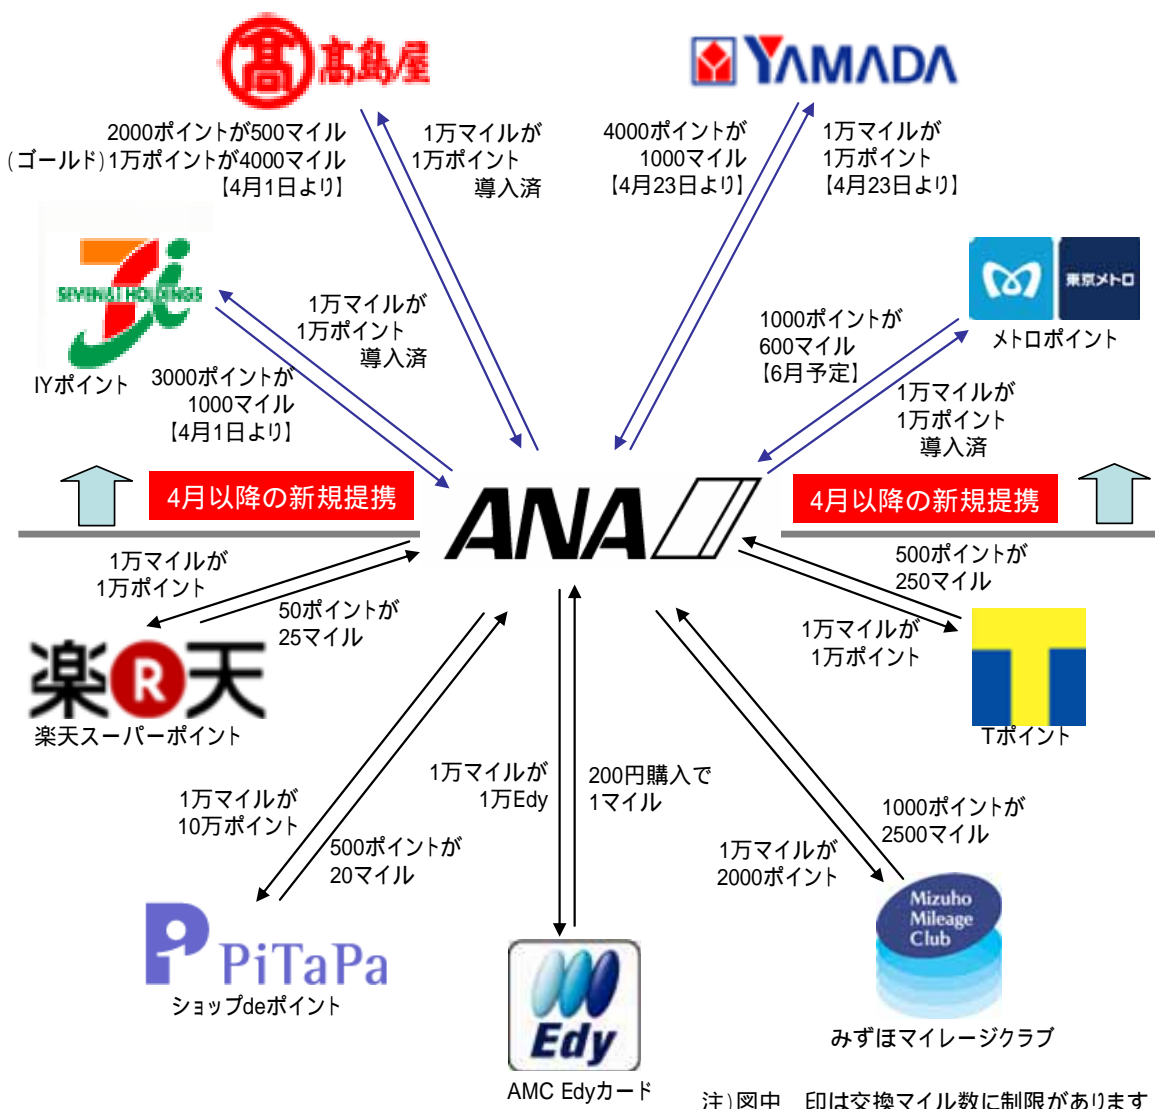 髙島屋
YAMADA
2000ポイントが500マイル
(ゴールド)1万ポイントが4000マイル
【4月1日より】
1万マイルが
1万ポイント
導入済
4000ポイントが
1000マイル
【4月23日より】
1万マイルが
1万ポイント
【4月23日より】
SEVEN&I HOLDINGS
IYポイント
1万マイルが
1万ポイント
導入済
3000ポイントが
1000マイル
【4月1日より】
1000ポイントが
600マイル
【6月予定】
東京メトロ
メトロポイント
1万マイルが
1万ポイント
導入済
4月以降の新規提携
ANA
4月以降の新規提携
1万マイルが
1万ポイント
50ポイントが
25マイル
楽R天
楽天スーパーポイント
500ポイントが
250マイル
1万マイルが
1万ポイント
T
Tポイント
1万マイルが
10万ポイント
500ポイントが
20マイル
P PiTaPa
ショップdeポイント
1万マイルが
1万Edy
200円購入で
1マイル
Edy
AMC Edyカード
1万マイルが
2000ポイント
1000ポイントが
2500マイル
Mizuho
Mileage
Club
みずほマイレージクラブ
注)図中 印は交換マイル数に制限があります